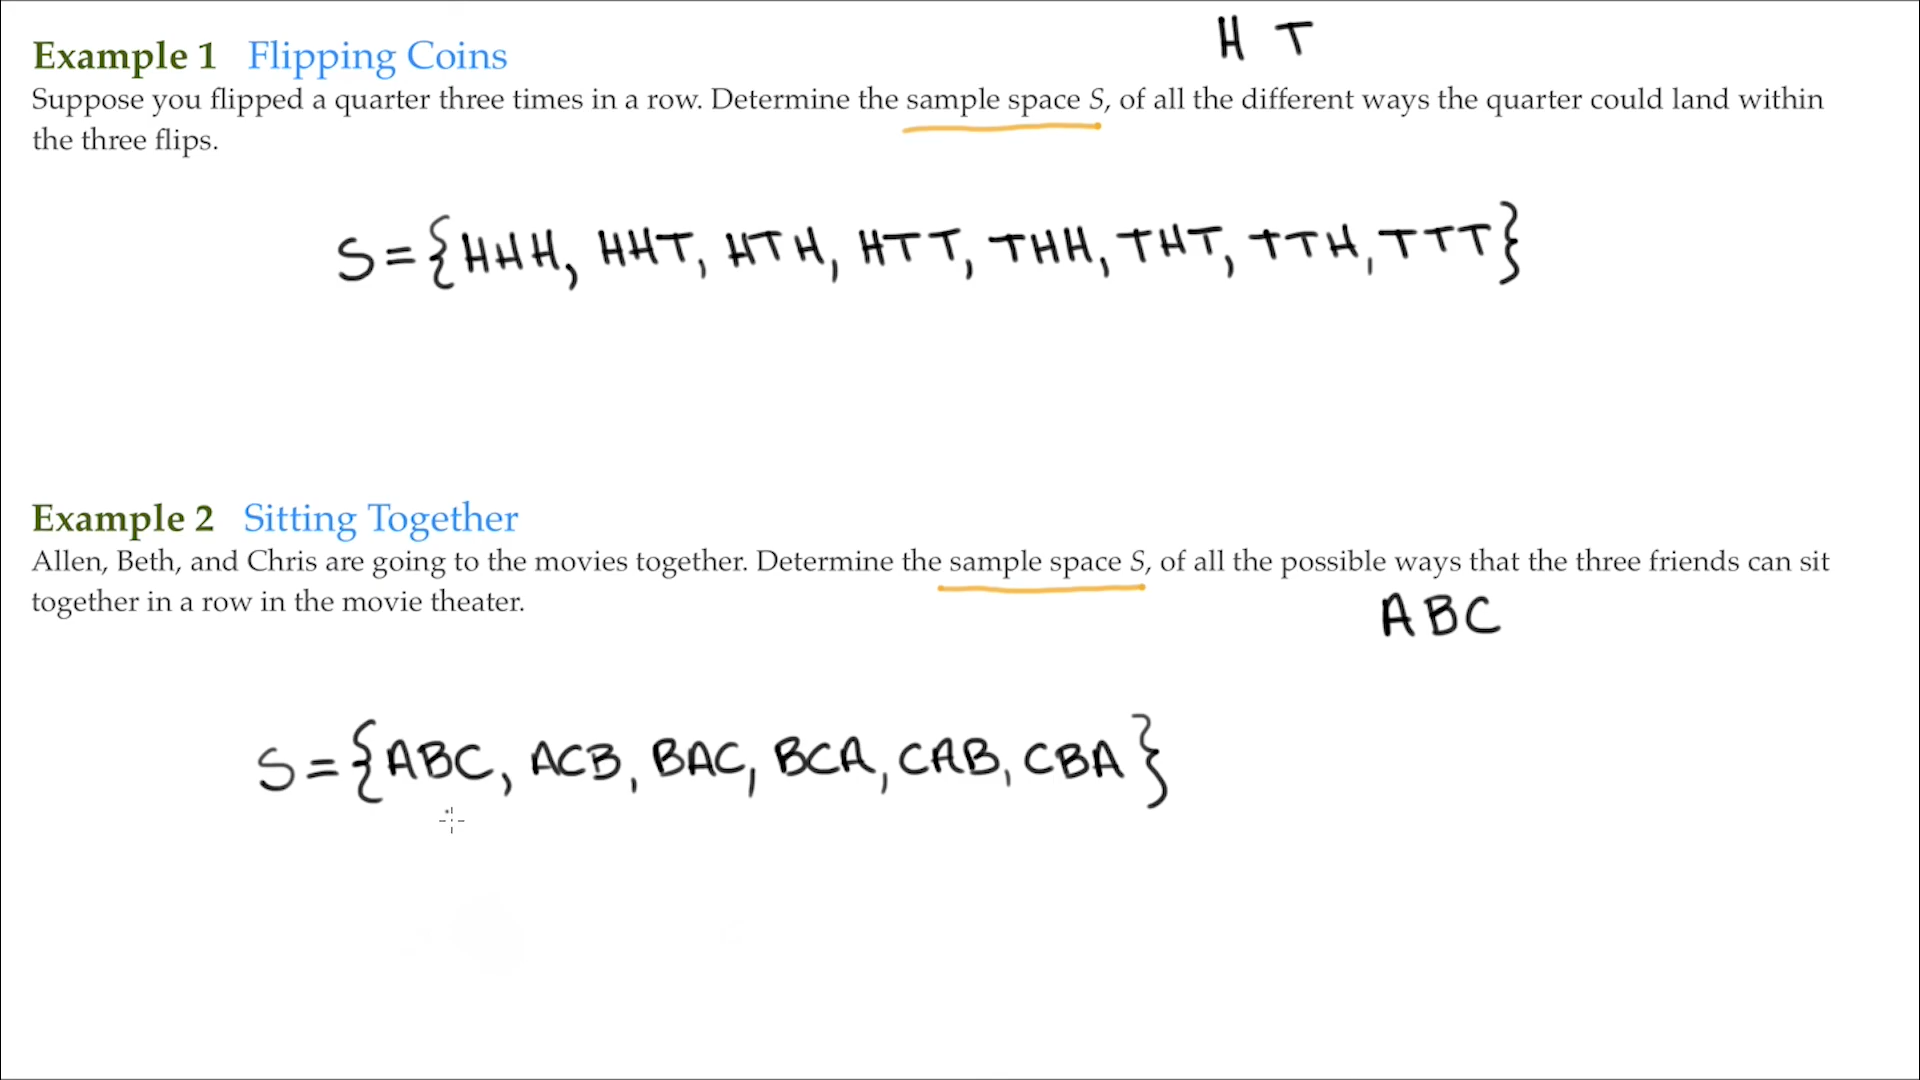 H T
Example 1 Flipping Coins
Suppose you flipped a quarter three times in a row. Determine the sample space S, of all the different ways the quarter could land within
the three flips.
S={HHH, HHT, HTH, HTT, THH, THT, TTH, TTT}
Example 2 Sitting Together
Allen, Beth, and Chris are going to the movies together. Determine the sample space S, of all the possible ways that the three friends can sit
together in a row in the movie theater.
ABC
S={ABC, ACB, BAC, BCA, CAB, CBA}